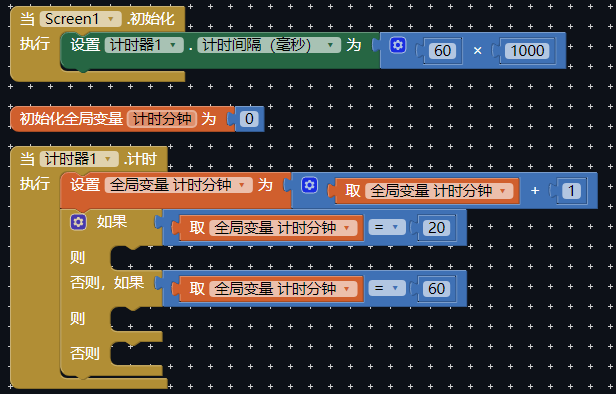 当 Screen1 .初始化
执行 设置 计时器1 . 计时间隔（毫秒） 为 60 × 1000
初始化全局变量 计时分钟 为 0
当 计时器1 .计时
执行 设置 全局变量 计时分钟 为 取 全局变量 计时分钟 + 1
如果 取 全局变量 计时分钟 = 20
则
否则，如果 取 全局变量 计时分钟 = 60
则
否则